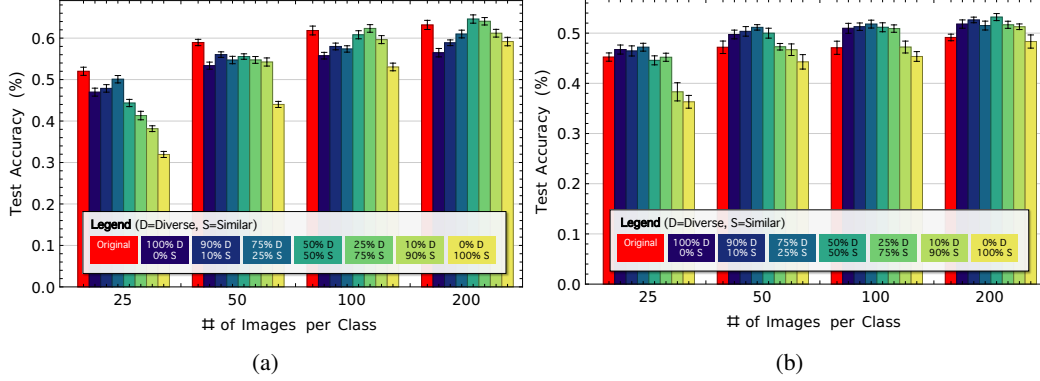 Test Accuracy (%)
0.6
0.5
0.4
0.3
0.2
0.1
0.0
Legend (D=Diverse, S=Similar)
Original
100% D
0% S
90% D
10% S
75% D
25% S
50% D
50% S
25% D
75% S
10% D
90% S
0% D
100% S
25
50
100
200
# of Images per Class
(a)
Test Accuracy (%)
0.5
0.4
0.3
0.2
0.1
0.0
Legend (D=Diverse, S=Similar)
Original
100% D
0% S
90% D
10% S
75% D
25% S
50% D
50% S
25% D
75% S
10% D
90% S
0% D
100% S
25
50
100
200
# of Images per Class
(b)